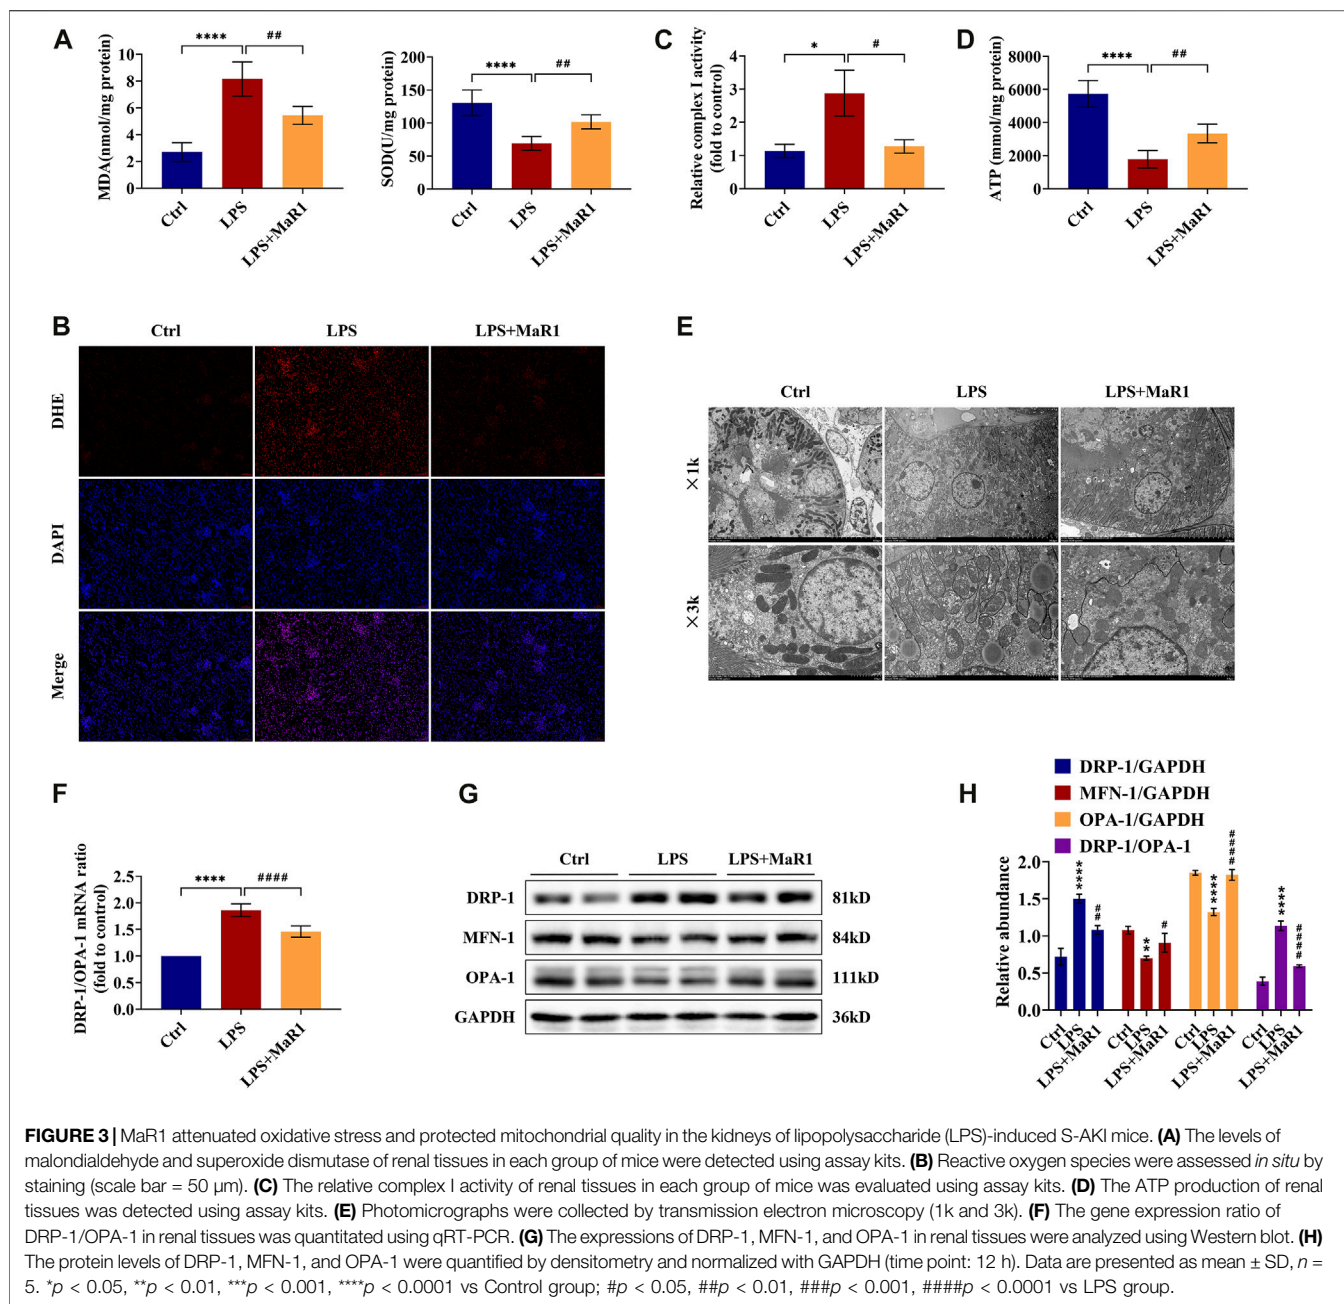 A
MDA(nmol/mg protein)
10
8
6
4
2
0
****
##
Ctrl
LPS
LPS+MaR1
SOD(U/mg protein)
200
150
100
50
0
****
##
Ctrl
LPS
LPS+MaR1
C
Relative complex I activity
(fold to control)
4
3
2
1
0
*
#
Ctrl
LPS
LPS+MaR1
D
ATP (mmol/mg protein)
8000
6000
4000
2000
0
****
##
Ctrl
LPS
LPS+MaR1
B
Ctrl LPS LPS+MaR1
DHE
DAPI
Merge
E
Ctrl LPS LPS+MaR1
×1k
×3k
F
DRP-1/OPA-1 mRNA ratio
(fold to control)
2.5
2.0
1.5
1.0
0.5
0.0
****
####
Ctrl
LPS
LPS+MaR1
G
Ctrl LPS LPS+MaR1
DRP-1 81kD
MFN-1 84kD
OPA-1 111kD
GAPDH 36kD
H
DRP-1/GAPDH
MFN-1/GAPDH
OPA-1/GAPDH
DRP-1/OPA-1
Relative abundance
2.0
1.5
1.0
0.5
0.0
****
##
**
#
****
####
****
####
Ctrl
LPS
LPS+MaR1
Ctrl
LPS
LPS+MaR1
Ctrl
LPS
LPS+MaR1
Ctrl
LPS
LPS+MaR1
FIGURE 3 | MaR1 attenuated oxidative stress and protected mitochondrial quality in the kidneys of lipopolysaccharide (LPS)-induced S-AKI mice. (A) The levels of
malondialdehyde and superoxide dismutase of renal tissues in each group of mice were detected using assay kits. (B) Reactive oxygen species were assessed in situ by
staining (scale bar = 50 μm). (C) The relative complex I activity of renal tissues in each group of mice was evaluated using assay kits. (D) The ATP production of renal
tissues was detected using assay kits. (E) Photomicrographs were collected by transmission electron microscopy (1k and 3k). (F) The gene expression ratio of
DRP-1/OPA-1 in renal tissues was quantitated using qRT-PCR. (G) The expressions of DRP-1, MFN-1, and OPA-1 in renal tissues were analyzed using Western blot. (H)
The protein levels of DRP-1, MFN-1, and OPA-1 were quantified by densitometry and normalized with GAPDH (time point: 12 h). Data are presented as mean ± SD, n =
5. *p < 0.05, **p < 0.01, ***p < 0.001, ****p < 0.0001 vs Control group; #p < 0.05, ##p < 0.01, ###p < 0.001, ####p < 0.0001 vs LPS group.